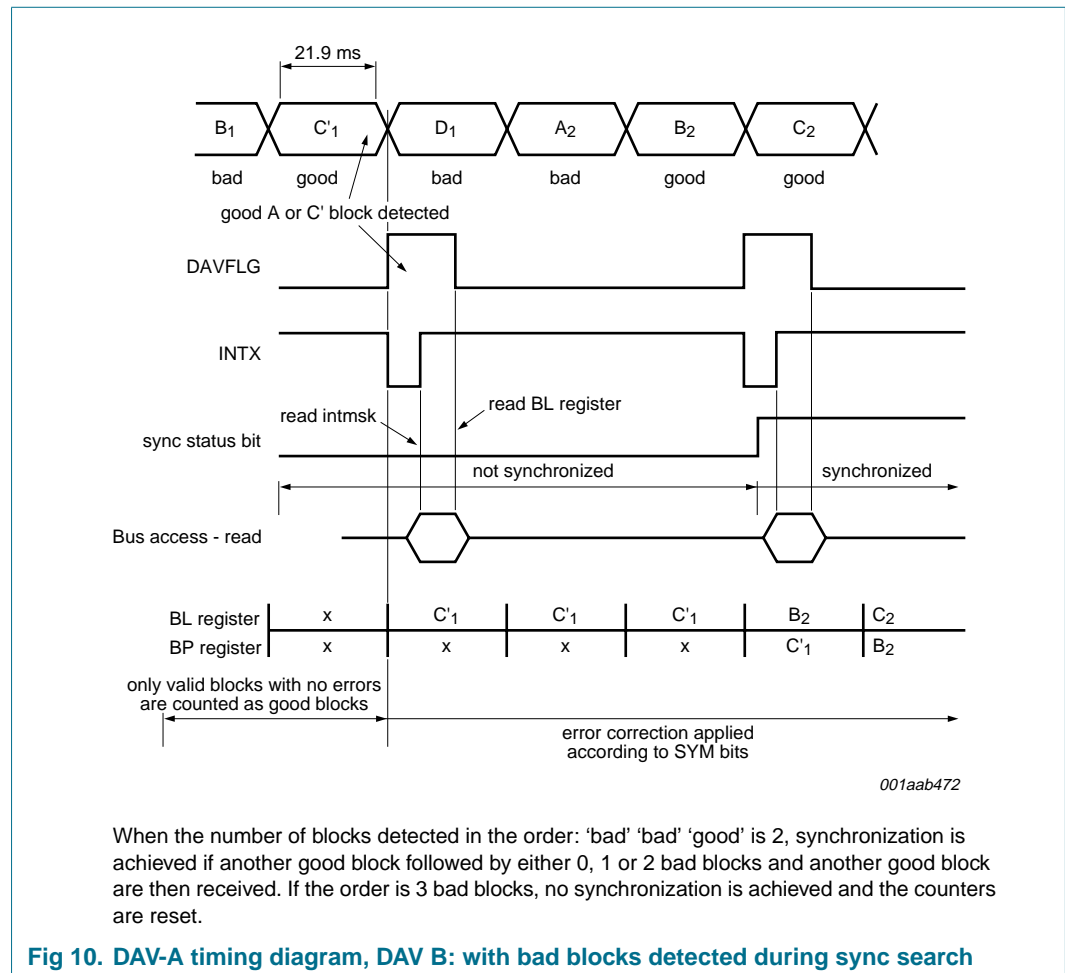 21.9 ms
B1 C'1 D1 A2 B2 C2
bad good bad bad good good
good A or C' block detected
DAVFLG
INTX
read intmsk
read BL register
sync status bit
not synchronized
synchronized
Bus access - read
BL register x C'1 C'1 C'1 B2 C2
BP register x x x x C'1 B2
only valid blocks with no errors
are counted as good blocks
error correction applied
according to SYM bits
001aab472
When the number of blocks detected in the order: ‘bad’ ‘bad’ ‘good’ is 2, synchronization is
achieved if another good block followed by either 0, 1 or 2 bad blocks and another good block
are then received. If the order is 3 bad blocks, no synchronization is achieved and the counters
are reset.
Fig 10. DAV-A timing diagram, DAV B: with bad blocks detected during sync search